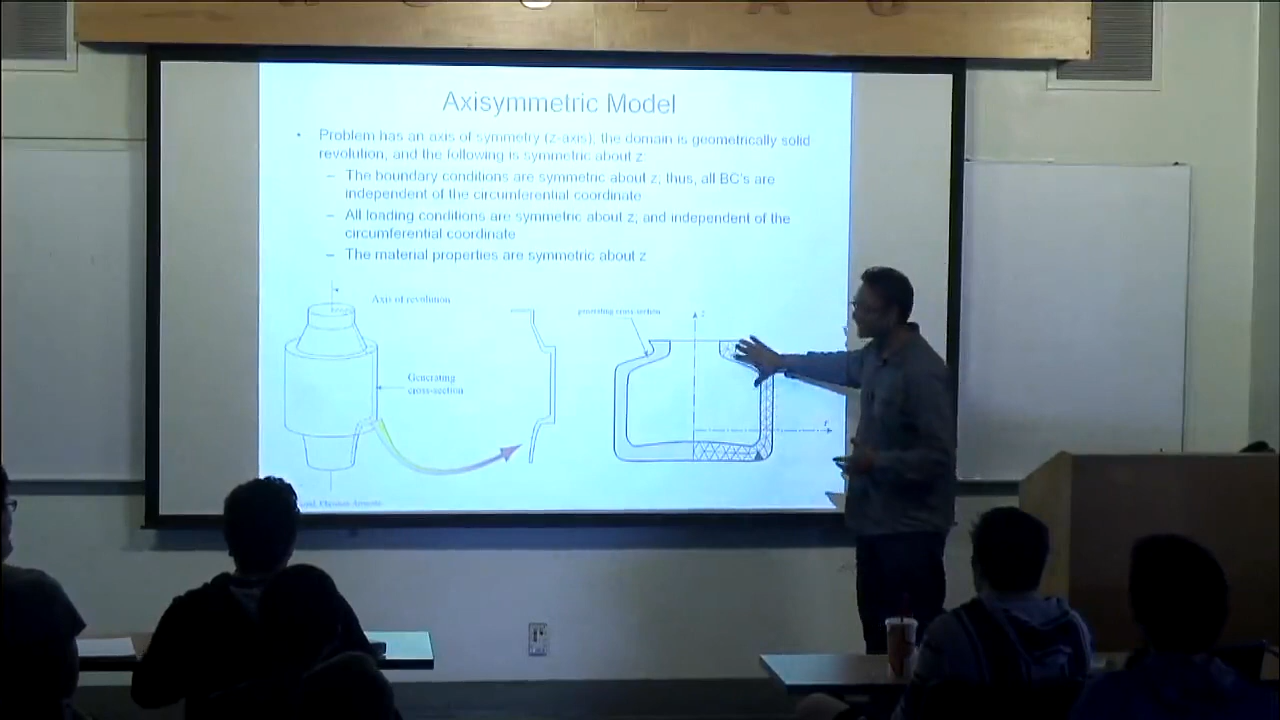 Axisymmetric Model
• Problem has an axis of symmetry (z-axis), the domain is geometrically solid
revolution, and the following is symmetric about z:
– The boundary conditions are symmetric about z; thus, all BC's are
independent of the circumferential coordinate
– All loading conditions are symmetric about z; and independent of the
circumferential coordinate
– The material properties are symmetric about z
Axis of revolution
cross-section
z
Generating
cross-section
r